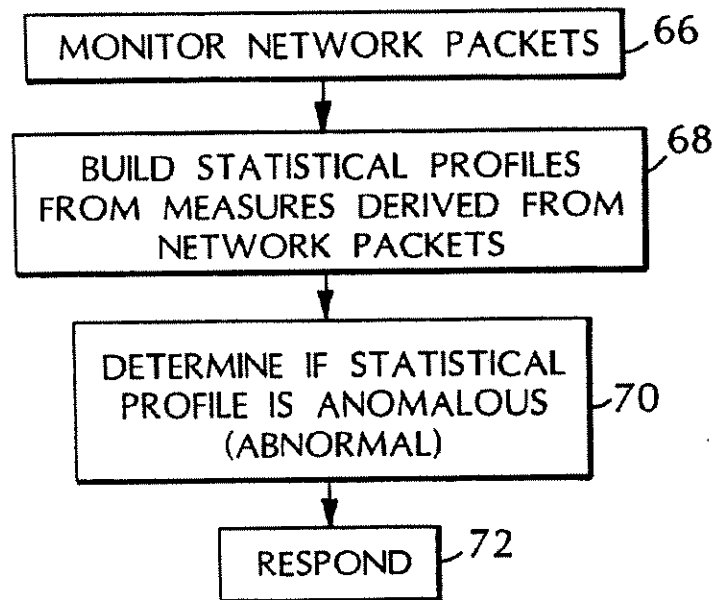 MONITOR NETWORK PACKETS
66
BUILD STATISTICAL PROFILES
FROM MEASURES DERIVED FROM
NETWORK PACKETS
68
DETERMINE IF STATISTICAL
PROFILE IS ANOMALOUS
(ABNORMAL)
70
RESPOND
72